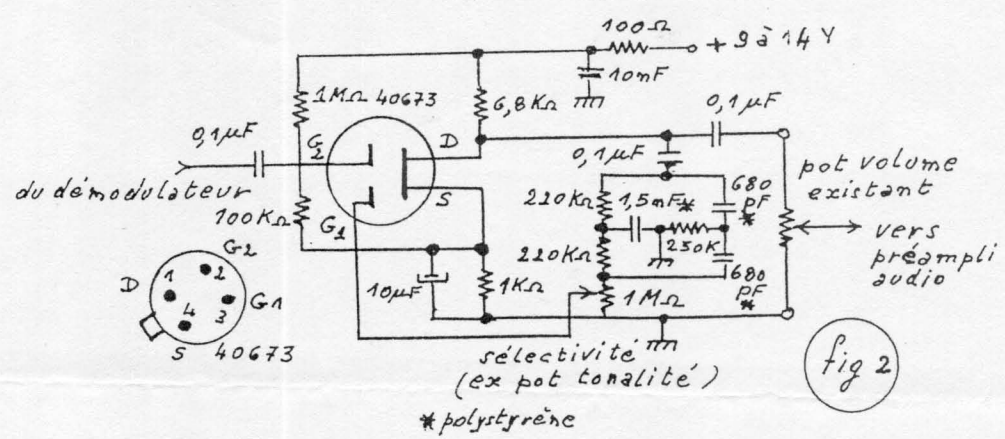 100Ω
+ 9 à 14 V
10nF
1MΩ
40673
6,8KΩ
0,1µF
0,1µF
G2
D
0,1µF
du démodulateur
pot volume
existant
680
pF
*
220KΩ
1,5nF*
S
100KΩ
G1
vers
préampli
audio
250K
220KΩ
680
pF
*
G2
D
1
2
G1
4
3
S
40673
10µF
1KΩ
1MΩ
sélectivité
(ex pot tonalité)
fig 2
* polystyrène